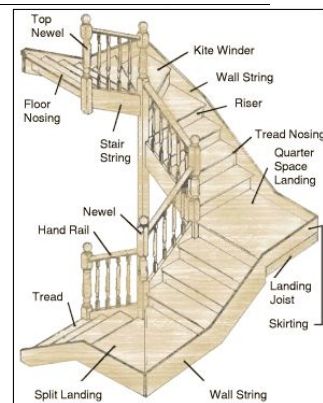 Top
Newel
Kite Winder
Wall String
Riser
Floor
Nosing
Stair
String
Tread Nosing
Quarter
Space
Landing
Newel
Hand Rail
Landing
Joist
Tread
Skirting
Split Landing
Wall String